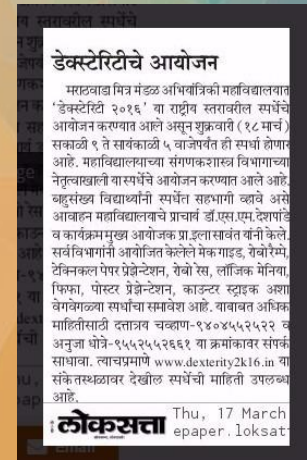 डेक्स्टेरिटीचे आयोजन
मराठवाडा मित्र मंडळ अभियांत्रिकी महाविद्यालयात
'डेक्स्टेरिटी २०१६' या राष्ट्रीय स्तरावरील स्पर्धेचे
आयोजन करण्यात आले असून शुक्रवारी (१८ मार्च)
सकाळी ९ ते सायंकाळी ५ वाजेपर्यंत ही स्पर्धा होणार
आहे. महाविद्यालयाच्या संगणकशास्त्र विभागाच्या
नेतृत्वाखाली या स्पर्धेचे आयोजन करण्यात आले आहे.
बहुसंख्य विद्यार्थ्यांनी स्पर्धेत सहभागी व्हावे असे
आवाहन महाविद्यालयाचे प्राचार्य डॉ.एस.एम.देशपांडे
व कार्यक्रम मुख्य आयोजक प्रा.इला सावंत यांनी केले.
सर्व विभागांनी आयोजित केलेले मेक गाइड, रोबो रॅम्पे,
टेक्निकल पेपर प्रेझेन्टेशन, रोबो रेस, लॉजिक मेनिया,
फिफा, पोस्टर प्रेझेन्टेशन, काउन्टर स्ट्राइक अशा
वेगवेगळ्या स्पर्धांचा समावेश आहे. याबाबत अधिक
माहितीसाठी दत्तात्रय चव्हाण-९४०४५५२५२२ व
अनुजा धोत्रे-९५५२५५२६६१ या क्रमांकावर संपर्क
साधावा. त्याचप्रमाणे www.dexterity2k16.in या
संकेतस्थळावर देखील स्पर्धेची माहिती उपलब्ध
आहे.
लोकसत्ता Thu, 17 March
epaper.loksat
Email